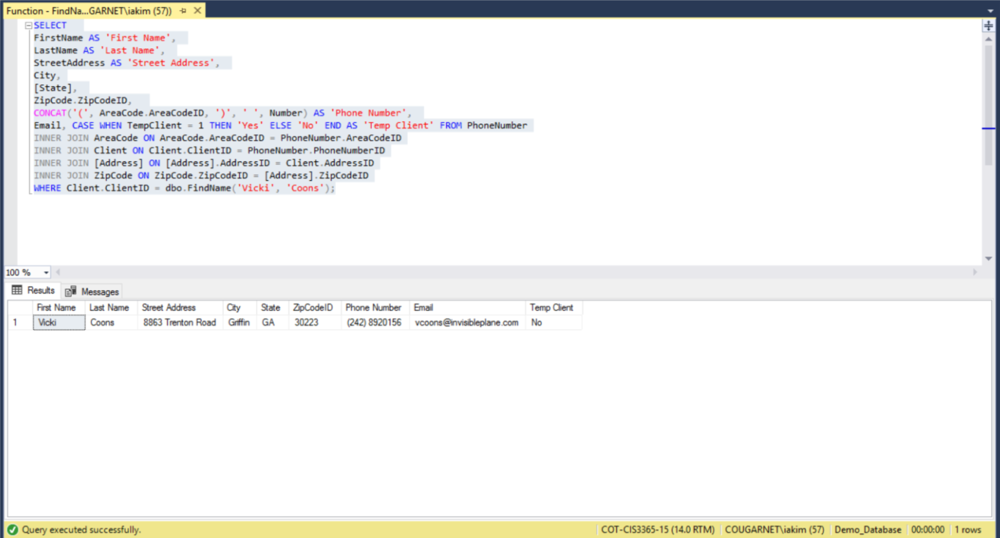 Function - FindNa...GARNET\iakim (57))
SELECT
FirstName AS 'First Name',
LastName AS 'Last Name',
StreetAddress AS 'Street Address',
City,
[State],
ZipCode.ZipCodeID,
CONCAT('(', AreaCode.AreaCodeID, ')', ' ', Number) AS 'Phone Number',
Email, CASE WHEN TempClient = 1 THEN 'Yes' ELSE 'No' END AS 'Temp Client' FROM PhoneNumber
INNER JOIN AreaCode ON AreaCode.AreaCodeID = PhoneNumber.AreaCodeID
INNER JOIN Client ON Client.ClientID = PhoneNumber.PhoneNumberID
INNER JOIN [Address] ON [Address].AddressID = Client.AddressID
INNER JOIN ZipCode ON ZipCode.ZipCodeID = [Address].ZipCodeID
WHERE Client.ClientID = dbo.FindName('Vicki', 'Coons');
100 %
Results Messages
First Name Last Name Street Address City State ZipCodeID Phone Number Email Temp Client
1 Vicki Coons 8863 Trenton Road Griffin GA 30223 (242) 8920156 vcoons@invisibleplane.com No
Query executed successfully. COT-CIS3365-15 (14.0 RTM) COUGARNET\iakim (57) Demo_Database 00:00:00 1 rows